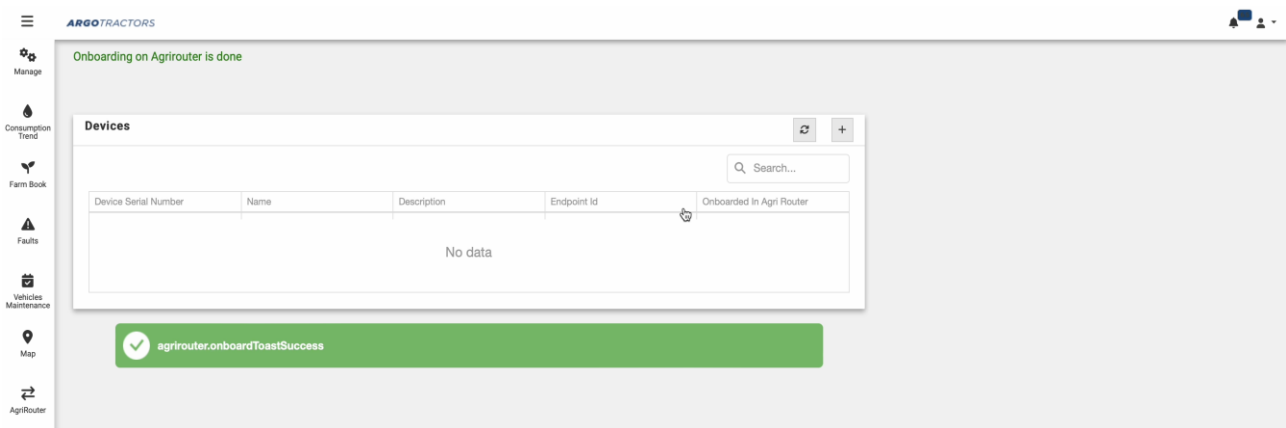 ARGOTRACTORS
Manage
Consumption
Trend
Farm Book
Faults
Vehicles
Maintenance
Map
AgriRouter
Onboarding on Agrirouter is done
Devices
+
Search...
Device Serial Number Name Description Endpoint Id Onboarded In Agri Router
No data
agrirouter.onboardToastSuccess